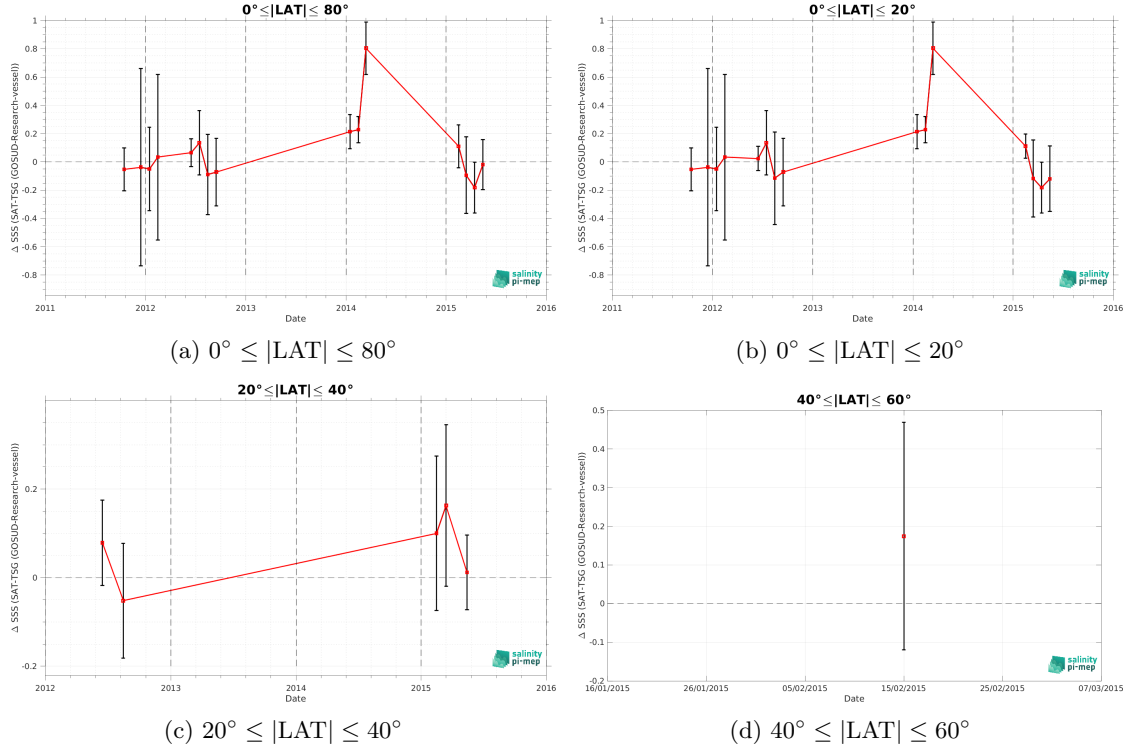 0°≤|LAT|≤ 80°
1
0.8
0.6
0.4
0.2
0
-0.2
-0.4
-0.6
-0.8
Δ SSS (SAT-TSG (GOSUD-Research-vessel))
2011 2012 2013 2014 2015 2016
Date
salinity
pi-mep
(a) 0° ≤ |LAT| ≤ 80°
0°≤|LAT|≤ 20°
1
0.8
0.6
0.4
0.2
0
-0.2
-0.4
-0.6
-0.8
Δ SSS (SAT-TSG (GOSUD-Research-vessel))
2011 2012 2013 2014 2015 2016
Date
salinity
pi-mep
(b) 0° ≤ |LAT| ≤ 20°
20°≤|LAT|≤ 40°
0.2
0
-0.2
Δ SSS (SAT-TSG (GOSUD-Research-vessel))
2012 2013 2014 2015 2016
Date
salinity
pi-mep
(c) 20° ≤ |LAT| ≤ 40°
40°≤|LAT|≤ 60°
0.5
0.4
0.3
0.2
0.1
0
-0.1
-0.2
Δ SSS (SAT-TSG (GOSUD-Research-vessel))
16/01/2015 26/01/2015 05/02/2015 15/02/2015 25/02/2015 07/03/2015
Date
salinity
pi-mep
(d) 40° ≤ |LAT| ≤ 60°